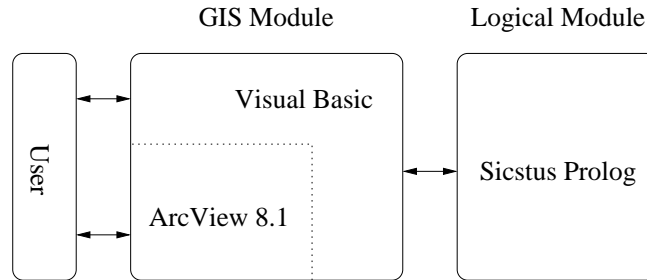 GIS Module
Logical Module
User
Visual Basic
ArcView 8.1
Sicstus Prolog